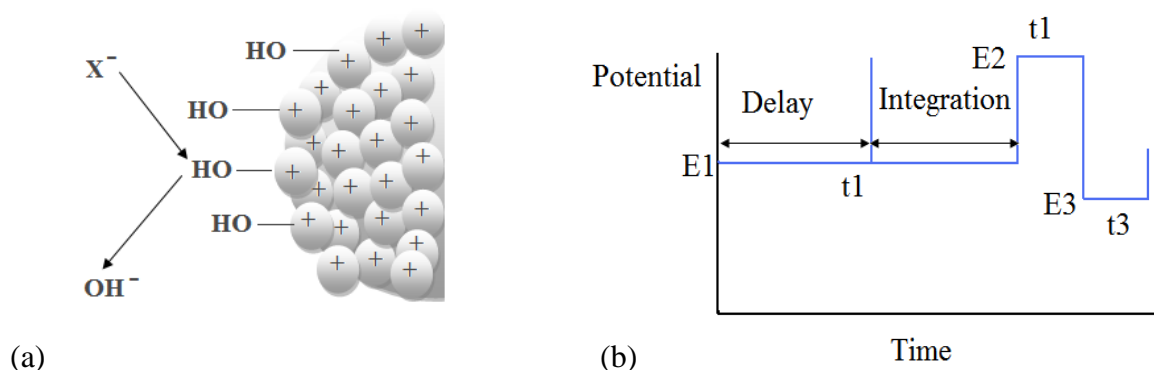 HO
X⁻
HO
HO
HO
OH⁻
+ + + + + + + + + + + + + + + + + + + + + +
(a)
t1
E2
Potential
Delay
Integration
E1
t1
E3
t3
Time
(b)